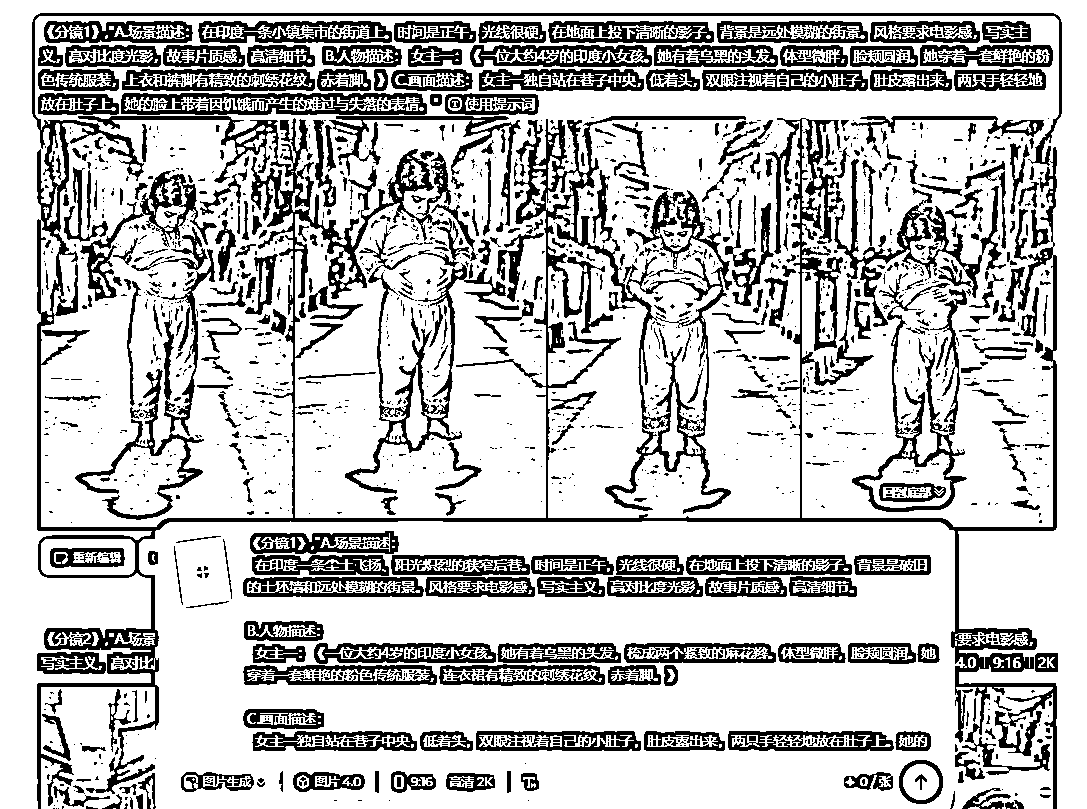 《分镜1》,"A.场景描述: 在印度一条小镇集市的街道上。时间是正午，光线很硬，在地面上投下清晰的影子。背景是远处模糊的街景。风格要求电影感，写实主
义，高对比度光影，故事片质感，高清细节。B.人物描述: 女主一: 《一位大约4岁的印度小女孩。她有着乌黑的头发。体型微胖，脸颊圆润。她穿着一套鲜艳的粉
色传统服装，上衣和裤脚有精致的刺绣花纹，赤着脚。》C.画面描述: 女主一独自站在巷子中央，低着头，双眼注视着自己的小肚子，肚皮露出来，两只手轻轻地
放在肚子上，她的脸上带着因饥饿而产生的难过与失落的表情。" 使用提示词
回到底部
重新编辑
《分镜1》,"A.场景描述:
在印度一条尘土飞扬、阳光炽烈的狭窄后巷。时间是正午，光线很硬，在地面上投下清晰的影子。背景是破旧
的土坯墙和远处模糊的街景。风格要求电影感，写实主义，高对比度光影，故事片质感，高清细节。
《分镜2》,"A.场景
要求电影感，
写实主义，高对比
4.0 | 9:16 | 2K
B.人物描述:
女主一: 《一位大约4岁的印度小女孩。她有着乌黑的头发，梳成两个紧致的麻花辫。体型微胖，脸颊圆润。她
穿着一套鲜艳的粉色传统服装，连衣裙有精致的刺绣花纹，赤着脚。》
C.画面描述:
女主一独自站在巷子中央，低着头，双眼注视着自己的小肚子，肚皮露出来，两只手轻轻地放在肚子上。她的
图片生成 图片4.0 9:16 高清2K 0/张